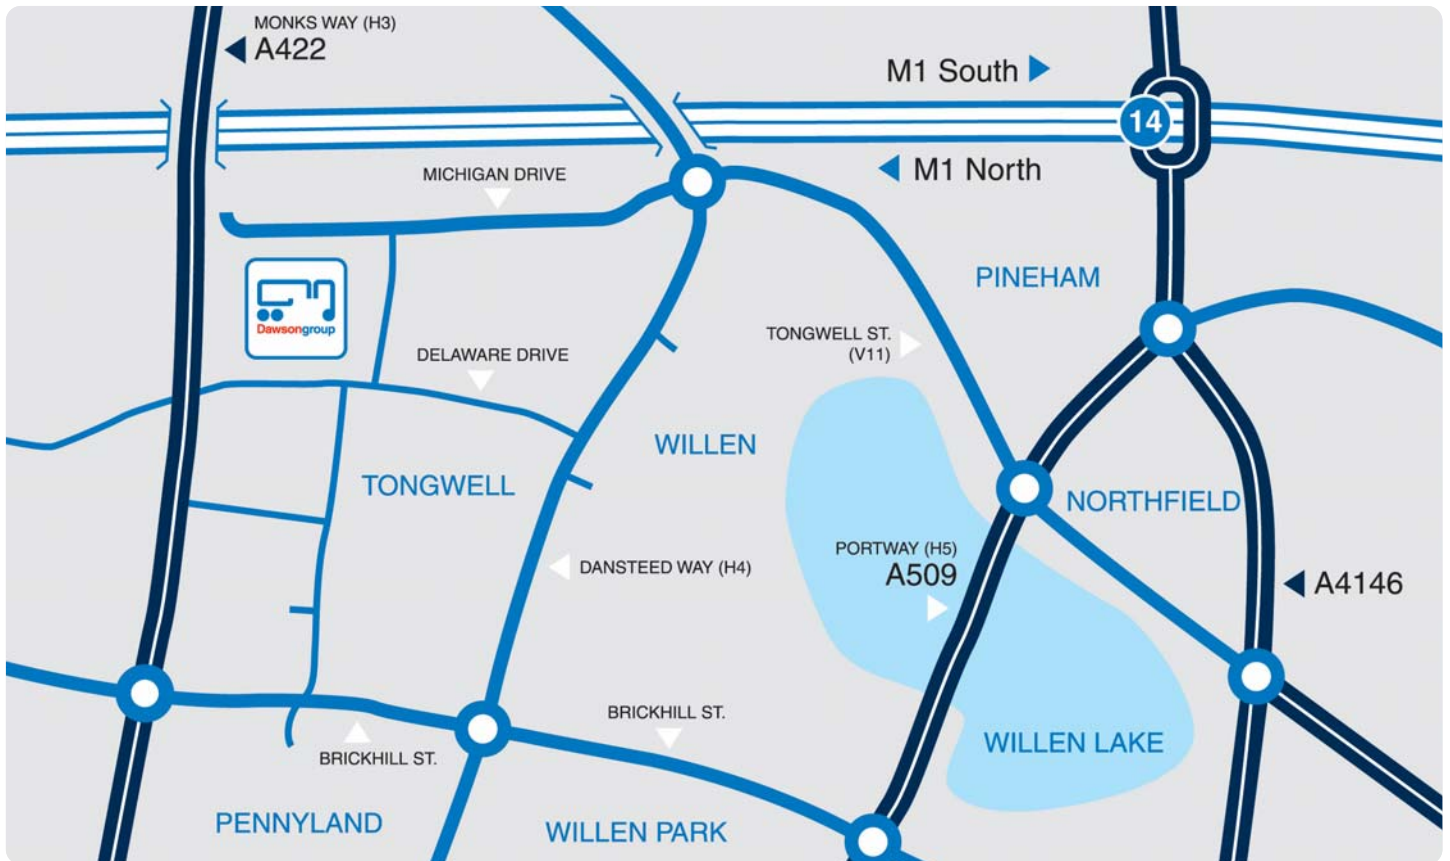 MONKS WAY (H3)
A422
M1 South
14
M1 North
MICHIGAN DRIVE
PINEHAM
Dawsongroup
TONGWELL ST.
(V11)
DELAWARE DRIVE
WILLEN
TONGWELL
NORTHFIELD
PORTWAY (H5)
A509
DANSTEED WAY (H4)
A4146
BRICKHILL ST.
WILLEN LAKE
BRICKHILL ST.
PENNYLAND
WILLEN PARK